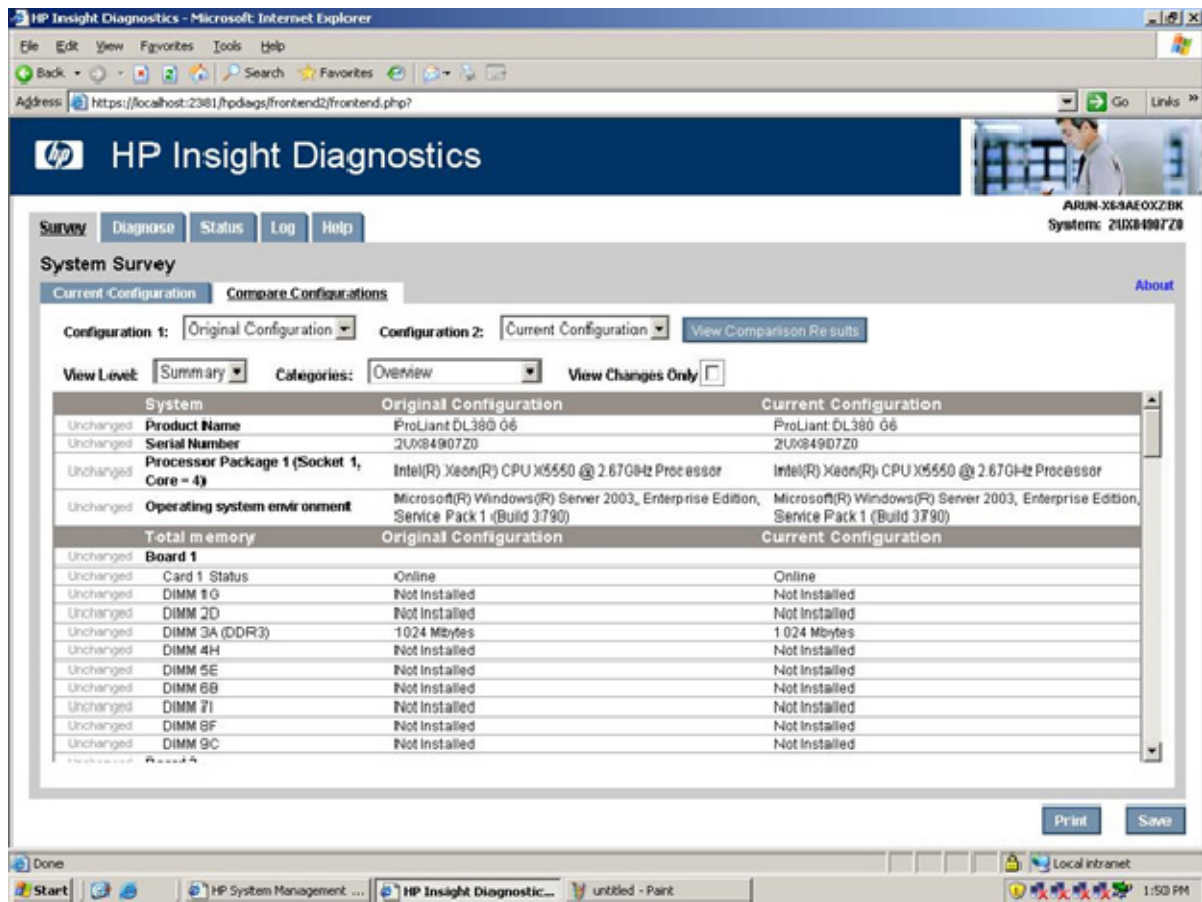 HP Insight Diagnostics - Microsoft Internet Explorer
File Edit View Favorites Tools Help
Back Search Favorites
Address https://localhost:2381/hpdiags/frontend2/frontend.php? Go Links »
hp HP Insight Diagnostics
ARUN-X69AEOXZBK
System: 2UX84907Z0
Survey Diagnose Status Log Help
System Survey
About
Current Configuration Compare Configurations
Configuration 1: Original Configuration Configuration 2: Current Configuration View Comparison Results
View Level: Summary Categories: Overview View Changes Only
System Original Configuration Current Configuration
Unchanged Product Name ProLiant DL380 G6 ProLiant DL380 G6
Unchanged Serial Number 2UX84907Z0 2UX84907Z0
Unchanged Processor Package 1 (Socket 1, Core = 4) Intel(R) Xeon(R) CPU X5550 @ 2.67GHz Processor Intel(R) Xeon(R) CPU X5550 @ 2.67GHz Processor
Unchanged Operating system environment Microsoft(R) Windows(R) Server 2003, Enterprise Edition, Service Pack 1 (Build 3790) Microsoft(R) Windows(R) Server 2003, Enterprise Edition, Service Pack 1 (Build 3790)
Total memory Original Configuration Current Configuration
Unchanged Board 1
Unchanged Card 1 Status Online Online
Unchanged DIMM 1G Not Installed Not Installed
Unchanged DIMM 2D Not Installed Not Installed
Unchanged DIMM 3A (DDR3) 1024 Mbytes 1024 Mbytes
Unchanged DIMM 4H Not Installed Not Installed
Unchanged DIMM 5E Not Installed Not Installed
Unchanged DIMM 6B Not Installed Not Installed
Unchanged DIMM 7I Not Installed Not Installed
Unchanged DIMM 8F Not Installed Not Installed
Unchanged DIMM 9C Not Installed Not Installed
Print Save
Done Local intranet
Start HP System Management ... HP Insight Diagnostic... untitled - Paint 1:50 PM